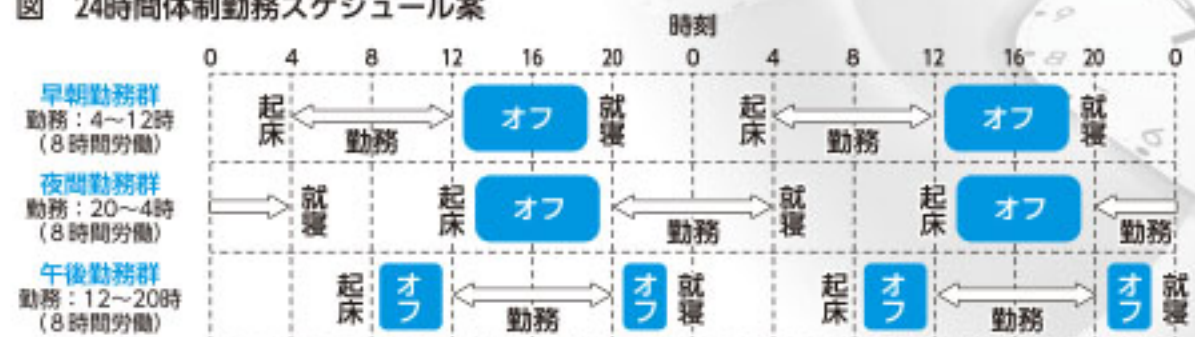 図 24時間体制勤務スケジュール案
時刻
0 4 8 12 16 20 0 4 8 12 16 20 0
早朝勤務群
勤務：4～12時
（8時間労働）
起床 勤務 オフ 就寝 起床 勤務 オフ 就寝
夜間勤務群
勤務：20～4時
（8時間労働）
就寝 起床 オフ 勤務 就寝 起床 オフ 勤務
午後勤務群
勤務：12～20時
（8時間労働）
起床 オフ 勤務 オフ 就寝 起床 オフ 勤務 オフ 就寝